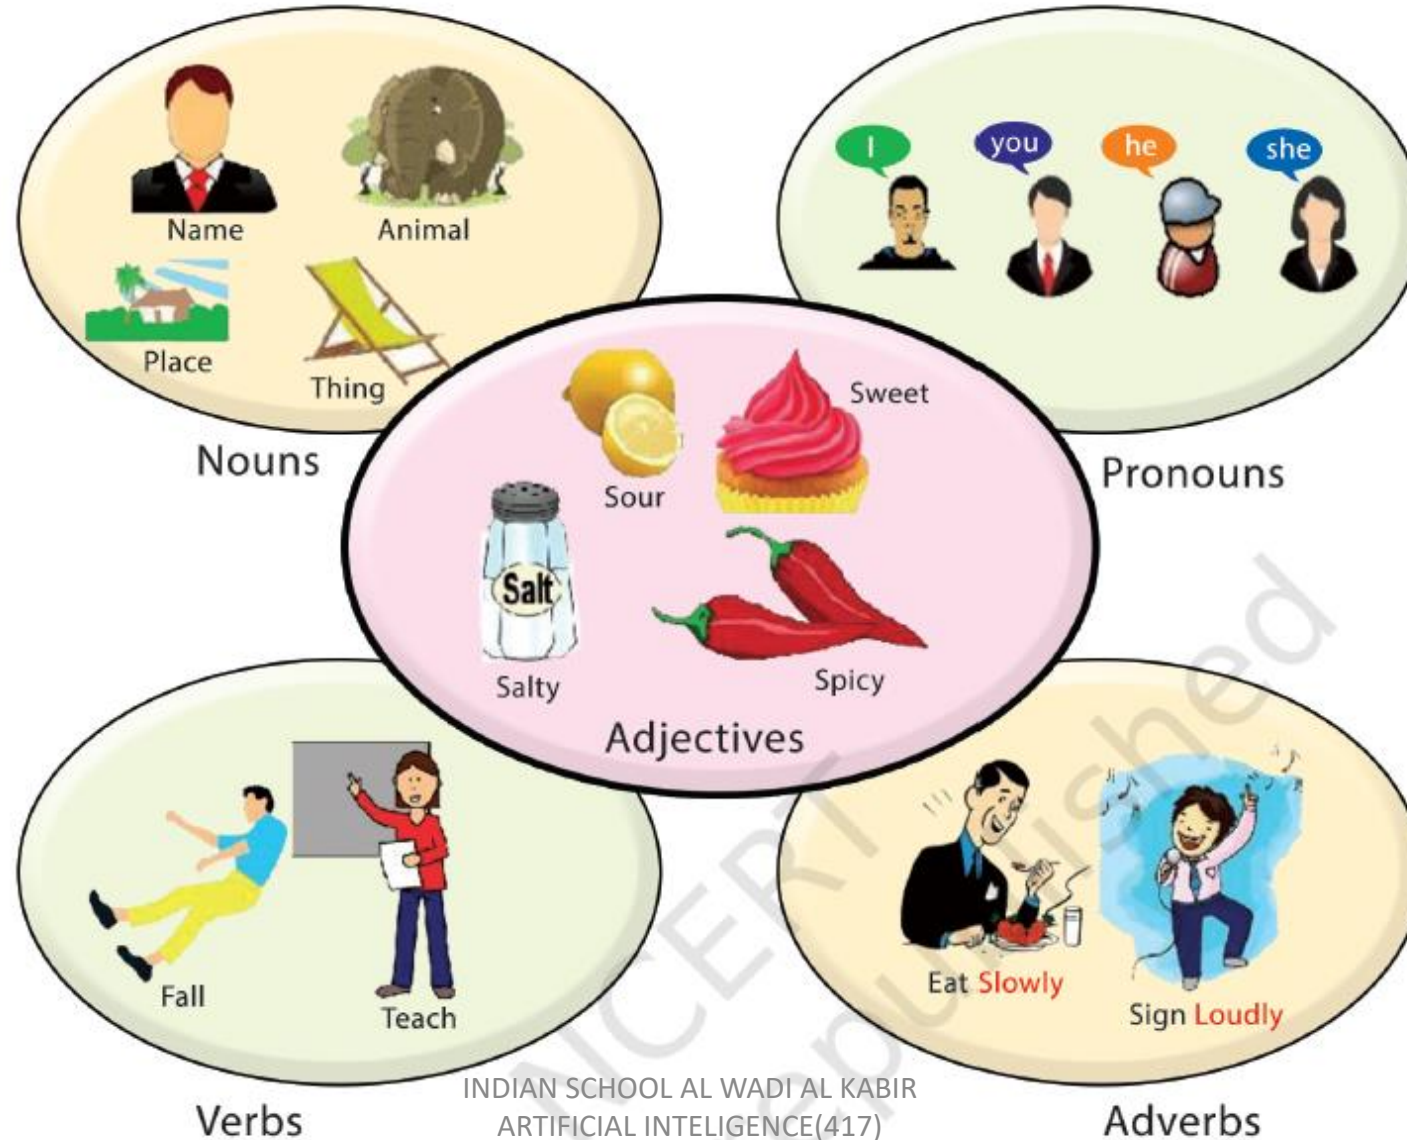 Name
Animal
Place
Thing
Nouns
I
you
he
she
Pronouns
Sour
Sweet
Salt
Salty
Spicy
Adjectives
Fall
Teach
Verbs
Eat Slowly
Sign Loudly
Adverbs
INDIAN SCHOOL AL WADI AL KABIR
ARTIFICIAL INTELIGENCE(417)
NCERT